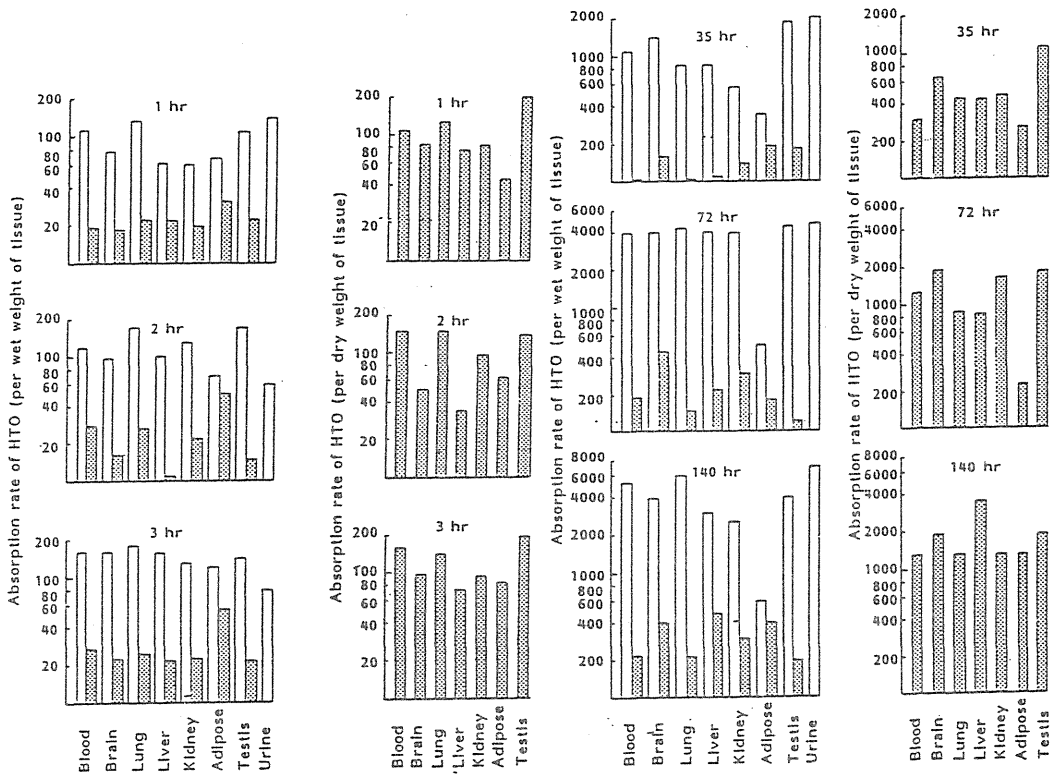 Absorption rate of HTO (per wet weight of tissue)
1 hr
200
100
80
60
40
20
2 hr
200
100
80
60
40
20
3 hr
200
100
80
60
40
20
Blood
Brain
Lung
Liver
Kidney
Adipose
Testis
Urine
Absorption rate of HTO (per dry weight of tissue)
1 hr
200
100
80
60
40
20
2 hr
100
80
60
40
20
3 hr
200
100
80
60
40
20
Blood
Brain
Lung
Liver
Kidney
Adipose
Testis
Absorption rate of HTO (per wet weight of tissue)
35 hr
2000
1000
800
600
400
200
72 hr
6000
4000
2000
1000
800
600
400
200
140 hr
8000
6000
4000
2000
1000
800
600
400
200
Blood
Brain
Lung
Liver
Kidney
Adipose
Testis
Urine
Absorption rate of HTO (per dry weight of tissue)
35 hr
2000
1000
800
600
400
200
72 hr
6000
4000
2000
1000
800
600
400
200
140 hr
8000
6000
4000
2000
1000
800
600
400
200
Blood
Brain
Lung
Liver
Kidney
Adipose
Testis